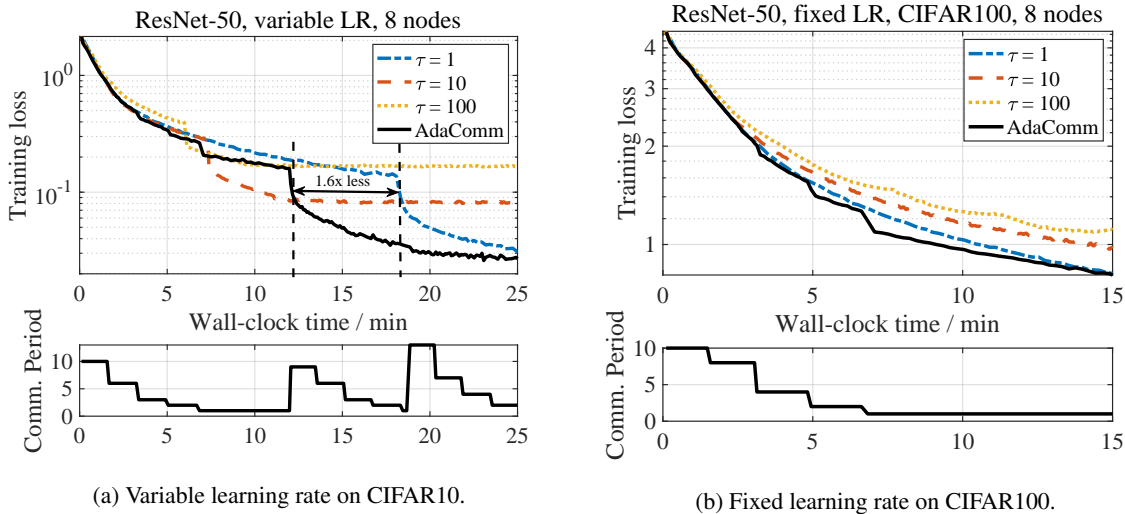 ResNet-50, variable LR, 8 nodes
τ = 1
τ = 10
τ = 100
AdaComm
10^0
10^-1
Training loss
1.6x less
0 5 10 15 20 25
Wall-clock time / min
Comm. Period
10
5
0
0 5 10 15 20 25
(a) Variable learning rate on CIFAR10.
ResNet-50, fixed LR, CIFAR100, 8 nodes
τ = 1
τ = 10
τ = 100
AdaComm
4
3
2
1
Training loss
0 5 10 15
Wall-clock time / min
Comm. Period
10
5
0
0 5 10 15
(b) Fixed learning rate on CIFAR100.